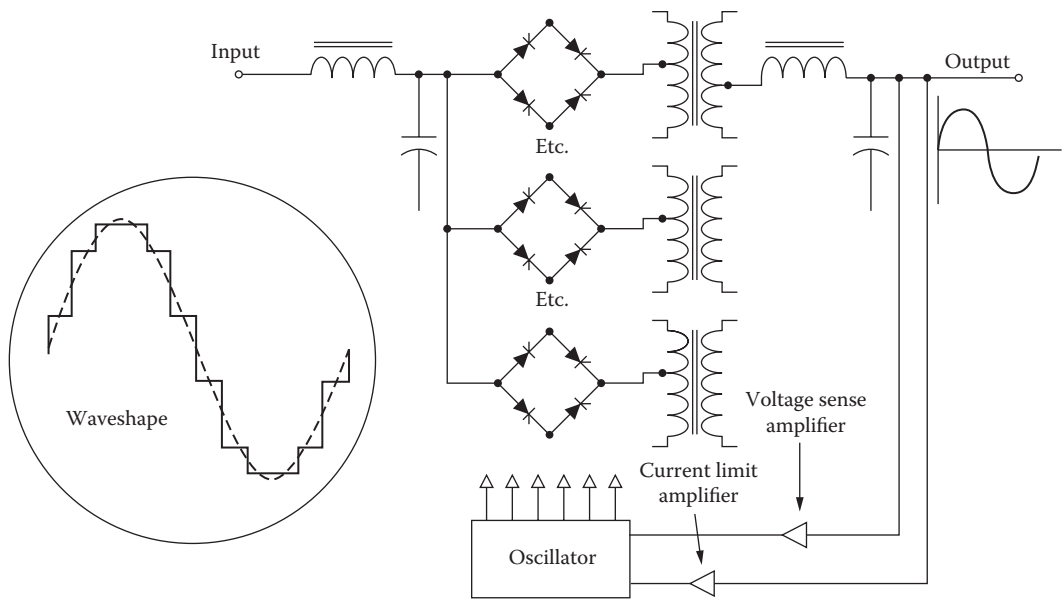 Input
Output
Etc.
Etc.
Waveshape
Voltage sense
amplifier
Current limit
amplifier
Oscillator